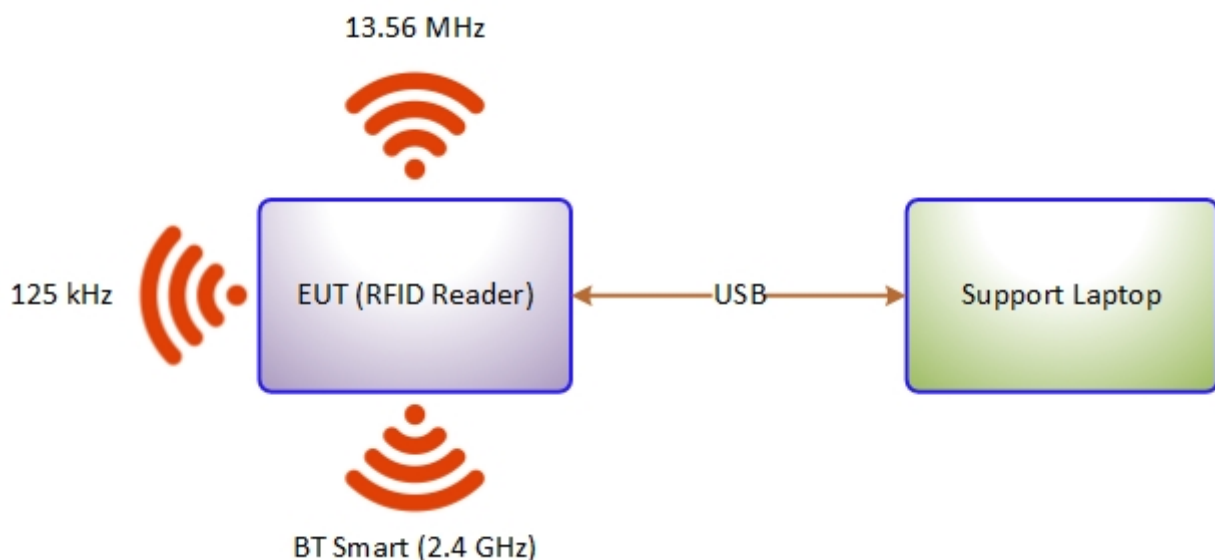 13.56 MHz
125 kHz
EUT (RFID Reader)
USB
Support Laptop
BT Smart (2.4 GHz)